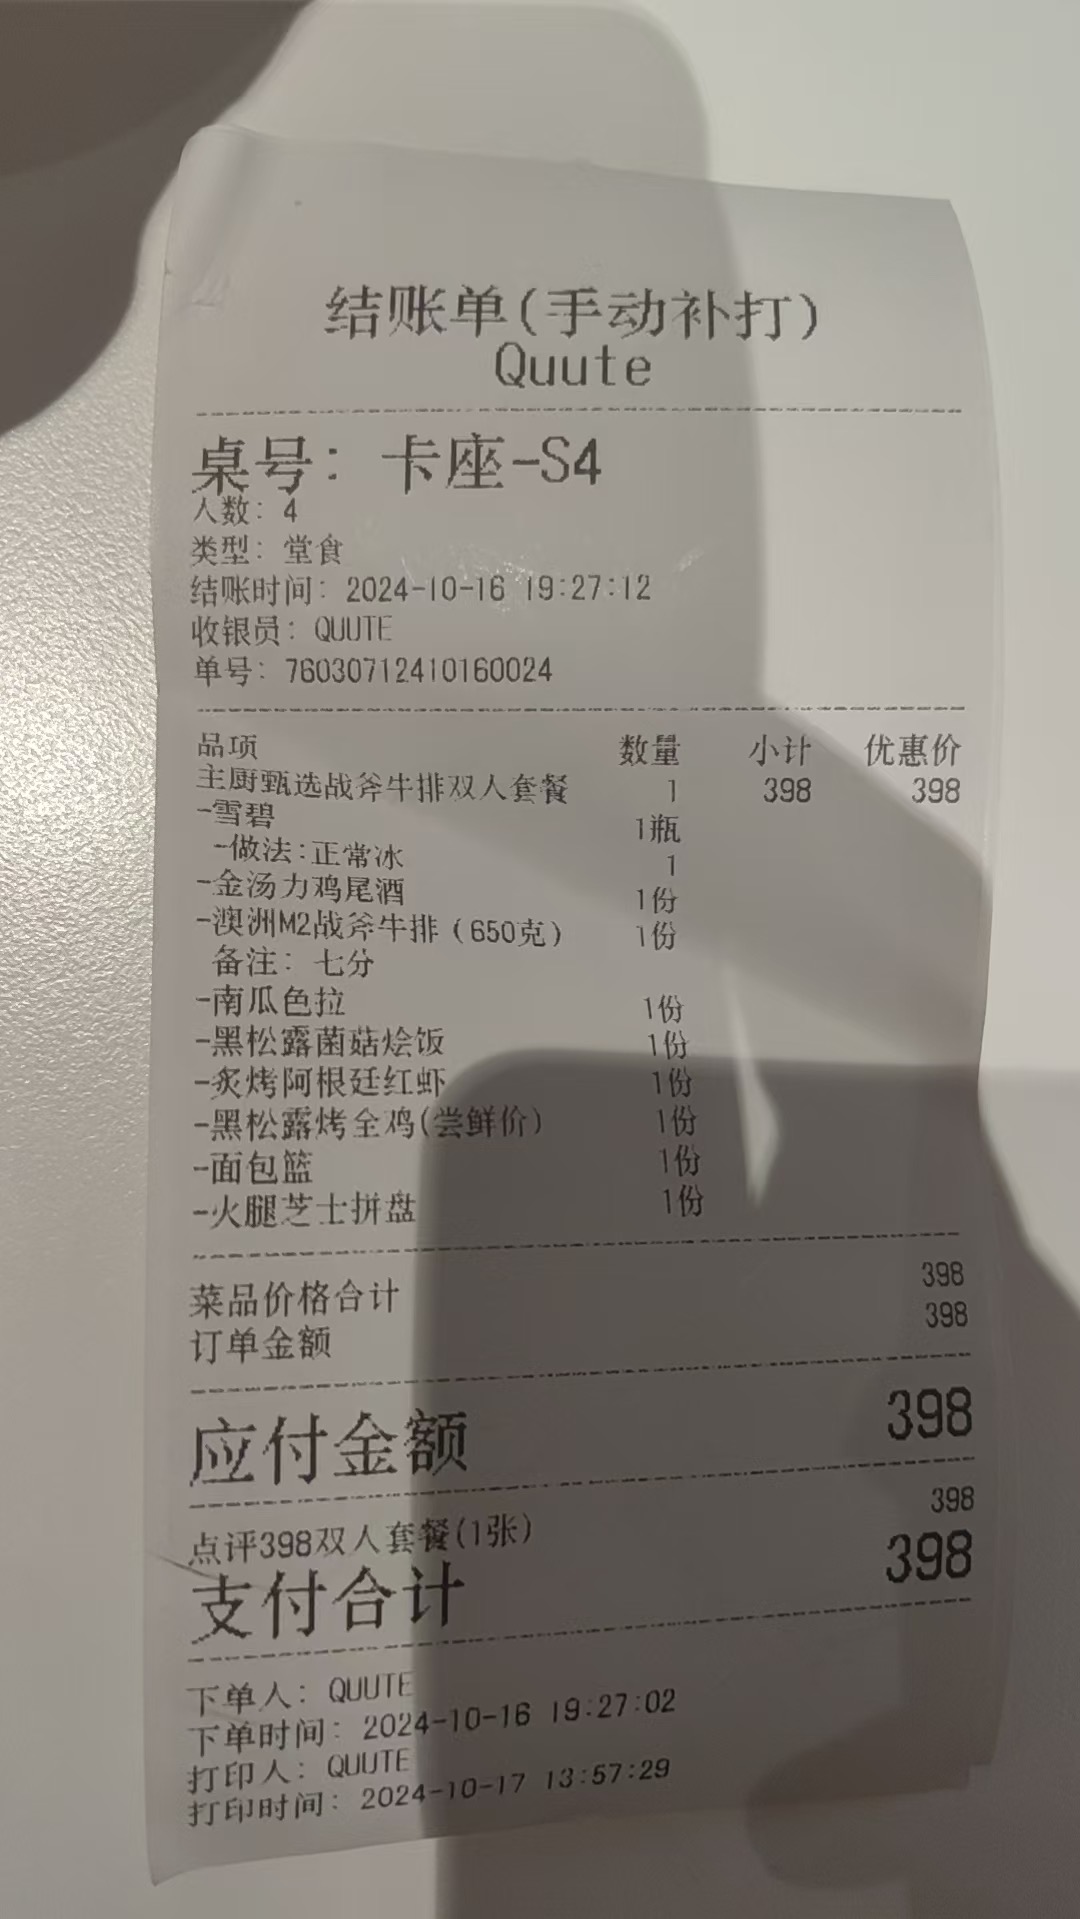 结账单(手动补打)
Quute
桌号：卡座-S4
人数：4
类型：堂食
结账时间：2024-10-16 19:27:12
收银员：QUUTE
单号：76030712410160024
品项 数量 小计 优惠价
主厨甄选战斧牛排双人套餐 1 398 398
-雪碧 1瓶
-做法:正常冰 1
-金汤力鸡尾酒 1份
-澳洲M2战斧牛排（650克） 1份
备注：七分
-南瓜色拉 1份
-黑松露菌菇烩饭 1份
-炙烤阿根廷红虾 1份
-黑松露烤全鸡(尝鲜价) 1份
-面包篮 1份
-火腿芝士拼盘 1份
菜品价格合计 398
订单金额 398
应付金额 398
点评398双人套餐(1张) 398
支付合计 398
下单人：QUUTE
下单时间：2024-10-16 19:27:02
打印人：QUUTE
打印时间：2024-10-17 13:57:29